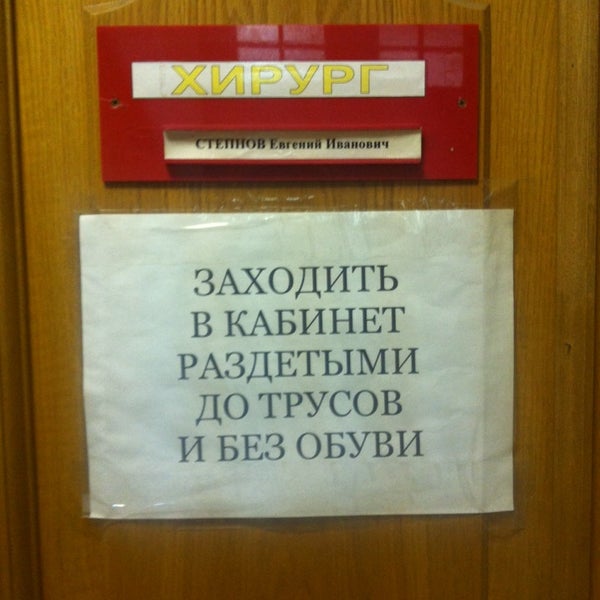 ХИРУРГ
СТЕПНОВ Евгений Иванович
ЗАХОДИТЬ
В КАБИНЕТ
РАЗДЕТЫМИ
ДО ТРУСОВ
И БЕЗ ОБУВИ